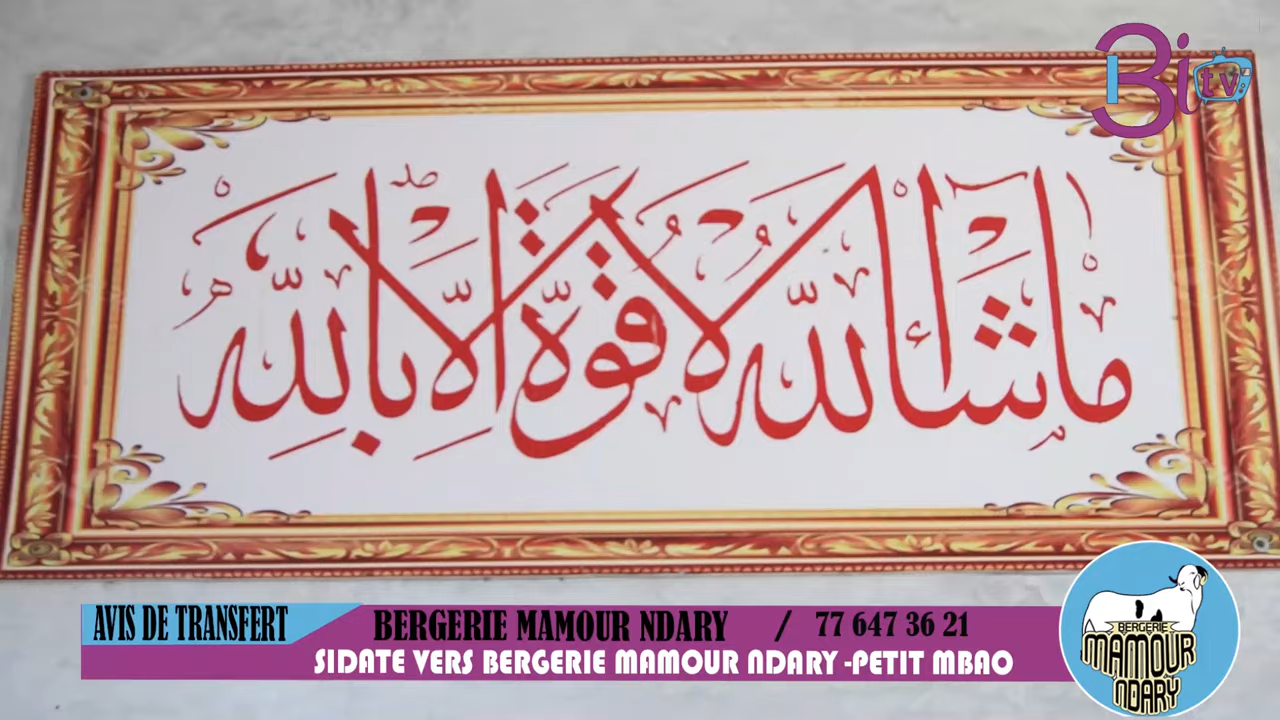 3i tv
ما شاء الله لا قوة إلا بالله
AVIS DE TRANSFERT
BERGERIE MAMOUR NDARY / 77 647 36 21
SIDATE VERS BERGERIE MAMOUR NDARY -PETIT MBAO
BERGERIE
MAMOUR
NDARY